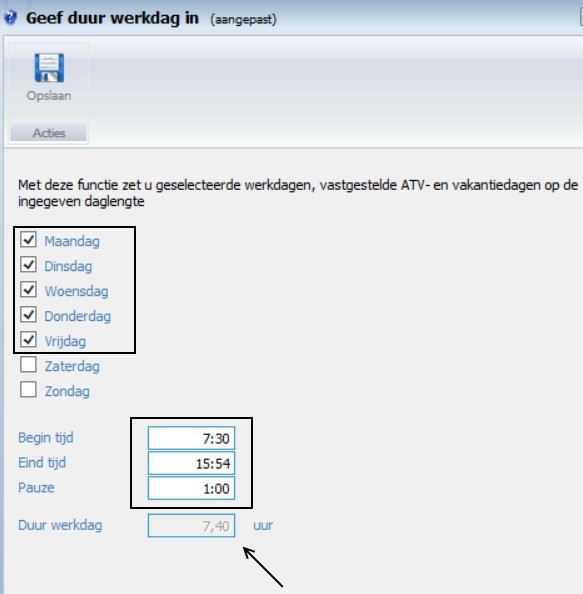 Geef duur werkdag in (aangepast)
Opslaan
Acties
Met deze functie zet u geselecteerde werkdagen, vastgestelde ATV- en vakantiedagen op de
ingegeven daglengte
Maandag
Dinsdag
Woensdag
Donderdag
Vrijdag
Zaterdag
Zondag
Begin tijd 7:30
Eind tijd 15:54
Pauze 1:00
Duur werkdag 7,40 uur